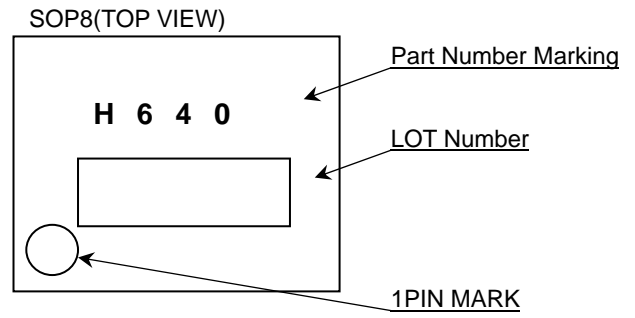 SOP8(TOP VIEW)
Part Number Marking
H 6 4 0
LOT Number
1PIN MARK